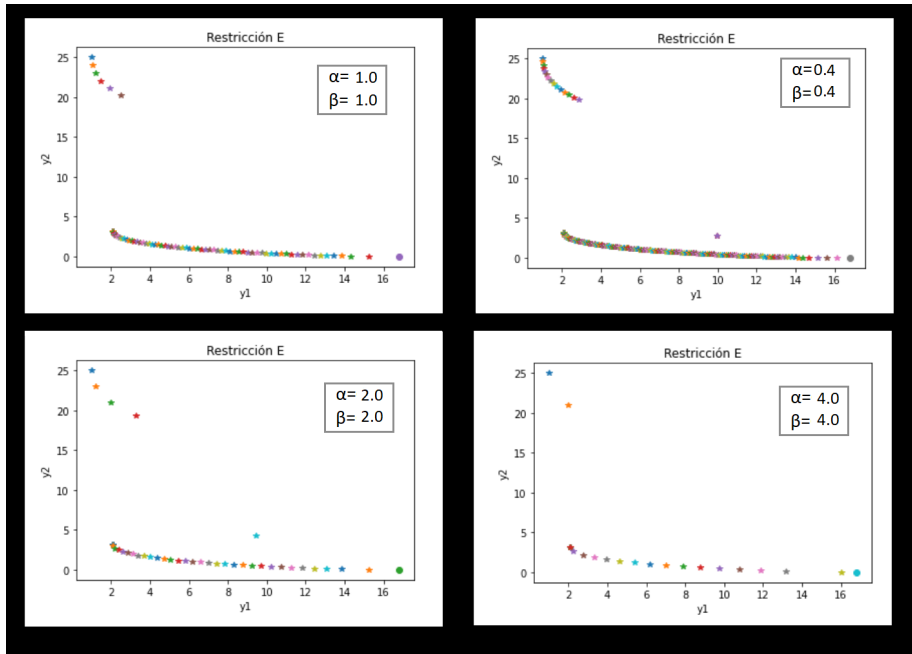 Restricción E
α= 1.0
β= 1.0
25
20
15
10
5
0
y2
2 4 6 8 10 12 14 16
y1
Restricción E
α=0.4
β=0.4
25
20
15
10
5
0
y2
2 4 6 8 10 12 14 16
y1
Restricción E
α= 2.0
β= 2.0
25
20
15
10
5
0
y2
2 4 6 8 10 12 14 16
y1
Restricción E
α= 4.0
β= 4.0
25
20
15
10
5
0
y2
2 4 6 8 10 12 14 16
y1